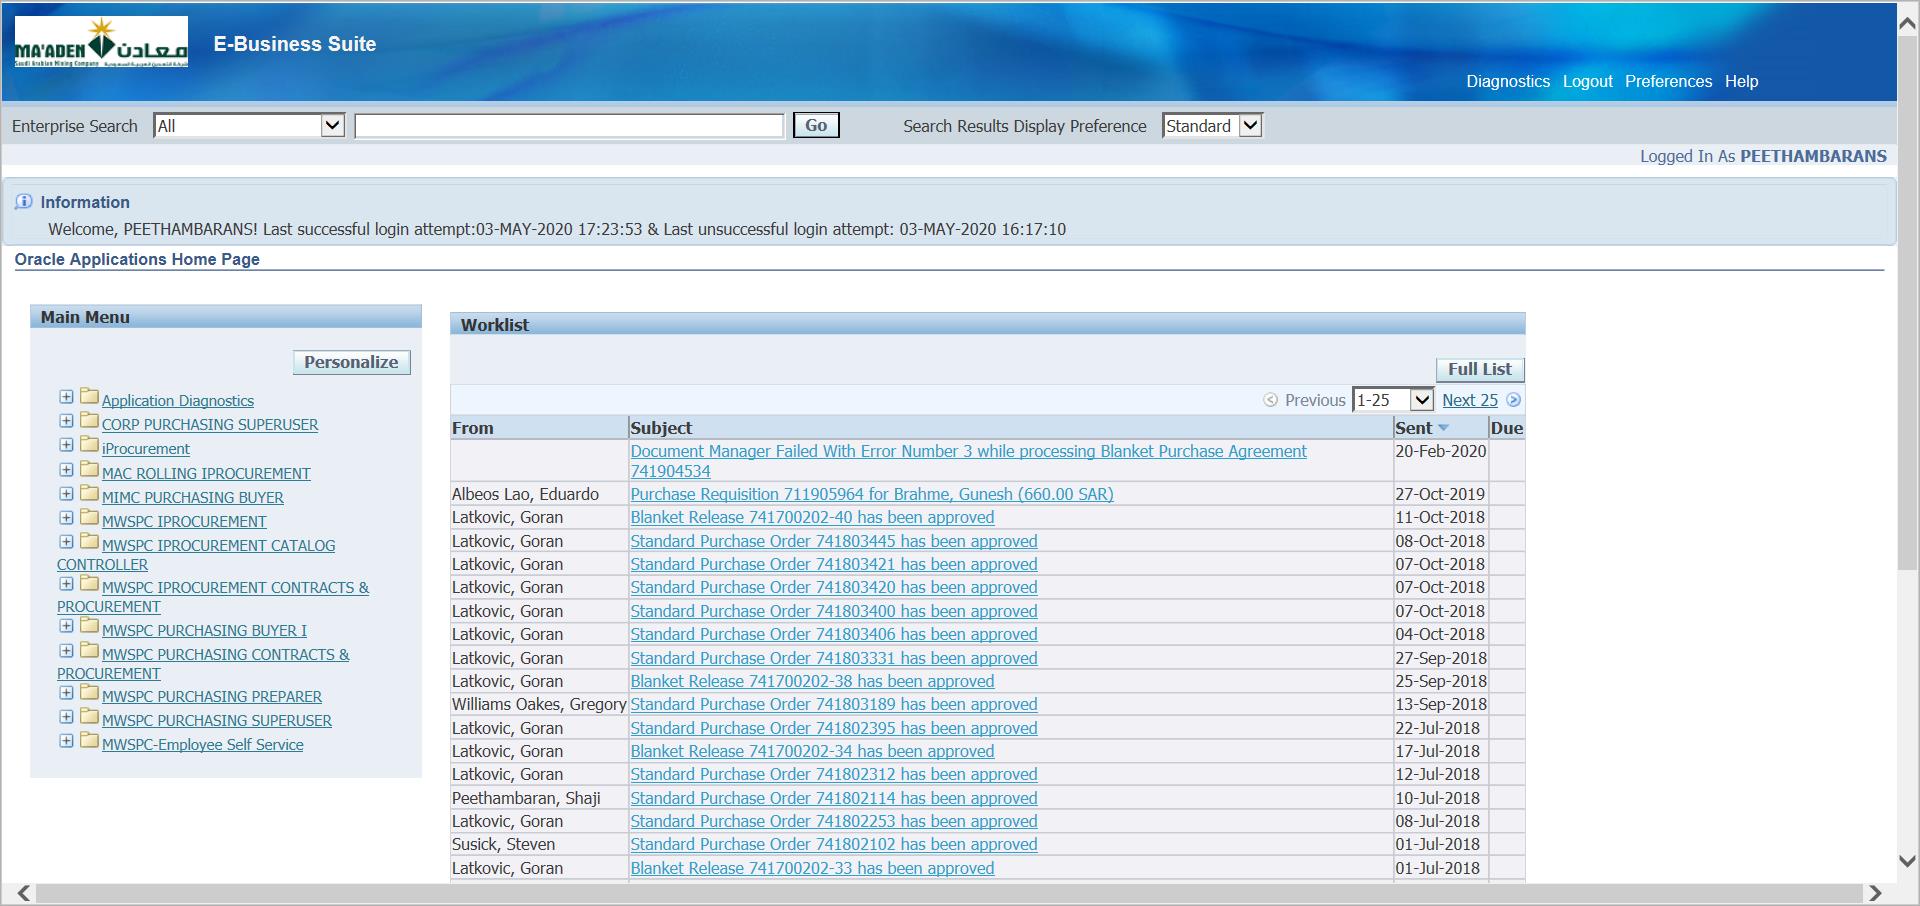 MA'ADEN معادن
Saudi Arabian Mining Company
E-Business Suite
Diagnostics Logout Preferences Help
Enterprise Search All Go Search Results Display Preference Standard
Logged In As PEETHAMBARANS
Information
Welcome, PEETHAMBARANS! Last successful login attempt:03-MAY-2020 17:23:53 & Last unsuccessful login attempt: 03-MAY-2020 16:17:10
Oracle Applications Home Page
Main Menu
Personalize
Application Diagnostics
CORP PURCHASING SUPERUSER
iProcurement
MAC ROLLING IPROCUREMENT
MIMC PURCHASING BUYER
MWSPC IPROCUREMENT
MWSPC IPROCUREMENT CATALOG
CONTROLLER
MWSPC IPROCUREMENT CONTRACTS &
PROCUREMENT
MWSPC PURCHASING BUYER I
MWSPC PURCHASING CONTRACTS &
PROCUREMENT
MWSPC PURCHASING PREPARER
MWSPC PURCHASING SUPERUSER
MWSPC-Employee Self Service
Worklist
Full List
Previous 1-25 Next 25
From Subject Sent Due
Document Manager Failed With Error Number 3 while processing Blanket Purchase Agreement 20-Feb-2020
741904534
Albeos Lao, Eduardo Purchase Requisition 711905964 for Brahme, Gunesh (660.00 SAR) 27-Oct-2019
Latkovic, Goran Blanket Release 741700202-40 has been approved 11-Oct-2018
Latkovic, Goran Standard Purchase Order 741803445 has been approved 08-Oct-2018
Latkovic, Goran Standard Purchase Order 741803421 has been approved 07-Oct-2018
Latkovic, Goran Standard Purchase Order 741803420 has been approved 07-Oct-2018
Latkovic, Goran Standard Purchase Order 741803400 has been approved 07-Oct-2018
Latkovic, Goran Standard Purchase Order 741803406 has been approved 04-Oct-2018
Latkovic, Goran Standard Purchase Order 741803331 has been approved 27-Sep-2018
Latkovic, Goran Blanket Release 741700202-38 has been approved 25-Sep-2018
Williams Oakes, Gregory Standard Purchase Order 741803189 has been approved 13-Sep-2018
Latkovic, Goran Standard Purchase Order 741802395 has been approved 22-Jul-2018
Latkovic, Goran Blanket Release 741700202-34 has been approved 17-Jul-2018
Latkovic, Goran Standard Purchase Order 741802312 has been approved 12-Jul-2018
Peethambaran, Shaji Standard Purchase Order 741802114 has been approved 10-Jul-2018
Latkovic, Goran Standard Purchase Order 741802253 has been approved 08-Jul-2018
Susick, Steven Standard Purchase Order 741802102 has been approved 01-Jul-2018
Latkovic, Goran Blanket Release 741700202-33 has been approved 01-Jul-2018